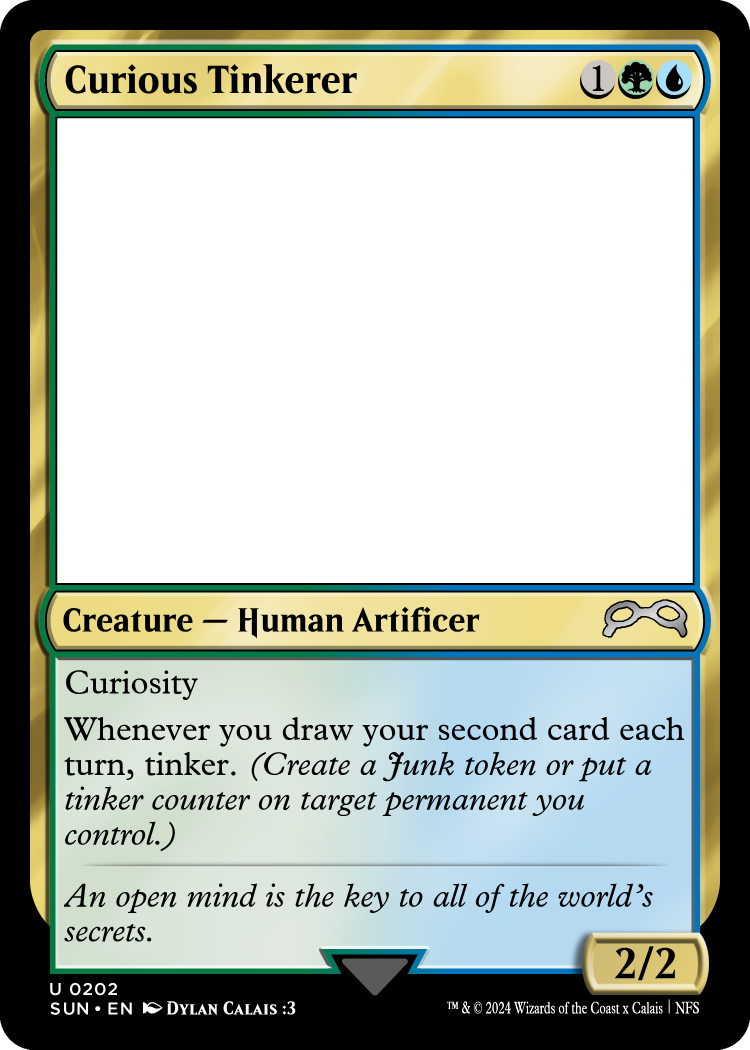 Curious Tinkerer 1
Creature — Human Artificer
Curiosity
Whenever you draw your second card each
turn, tinker. (Create a Junk token or put a
tinker counter on target permanent you
control.)
An open mind is the key to all of the world's
secrets.
2/2
U 0202
SUN • EN Dylan Calais :3
™ & © 2024 Wizards of the Coast x Calais | NFS